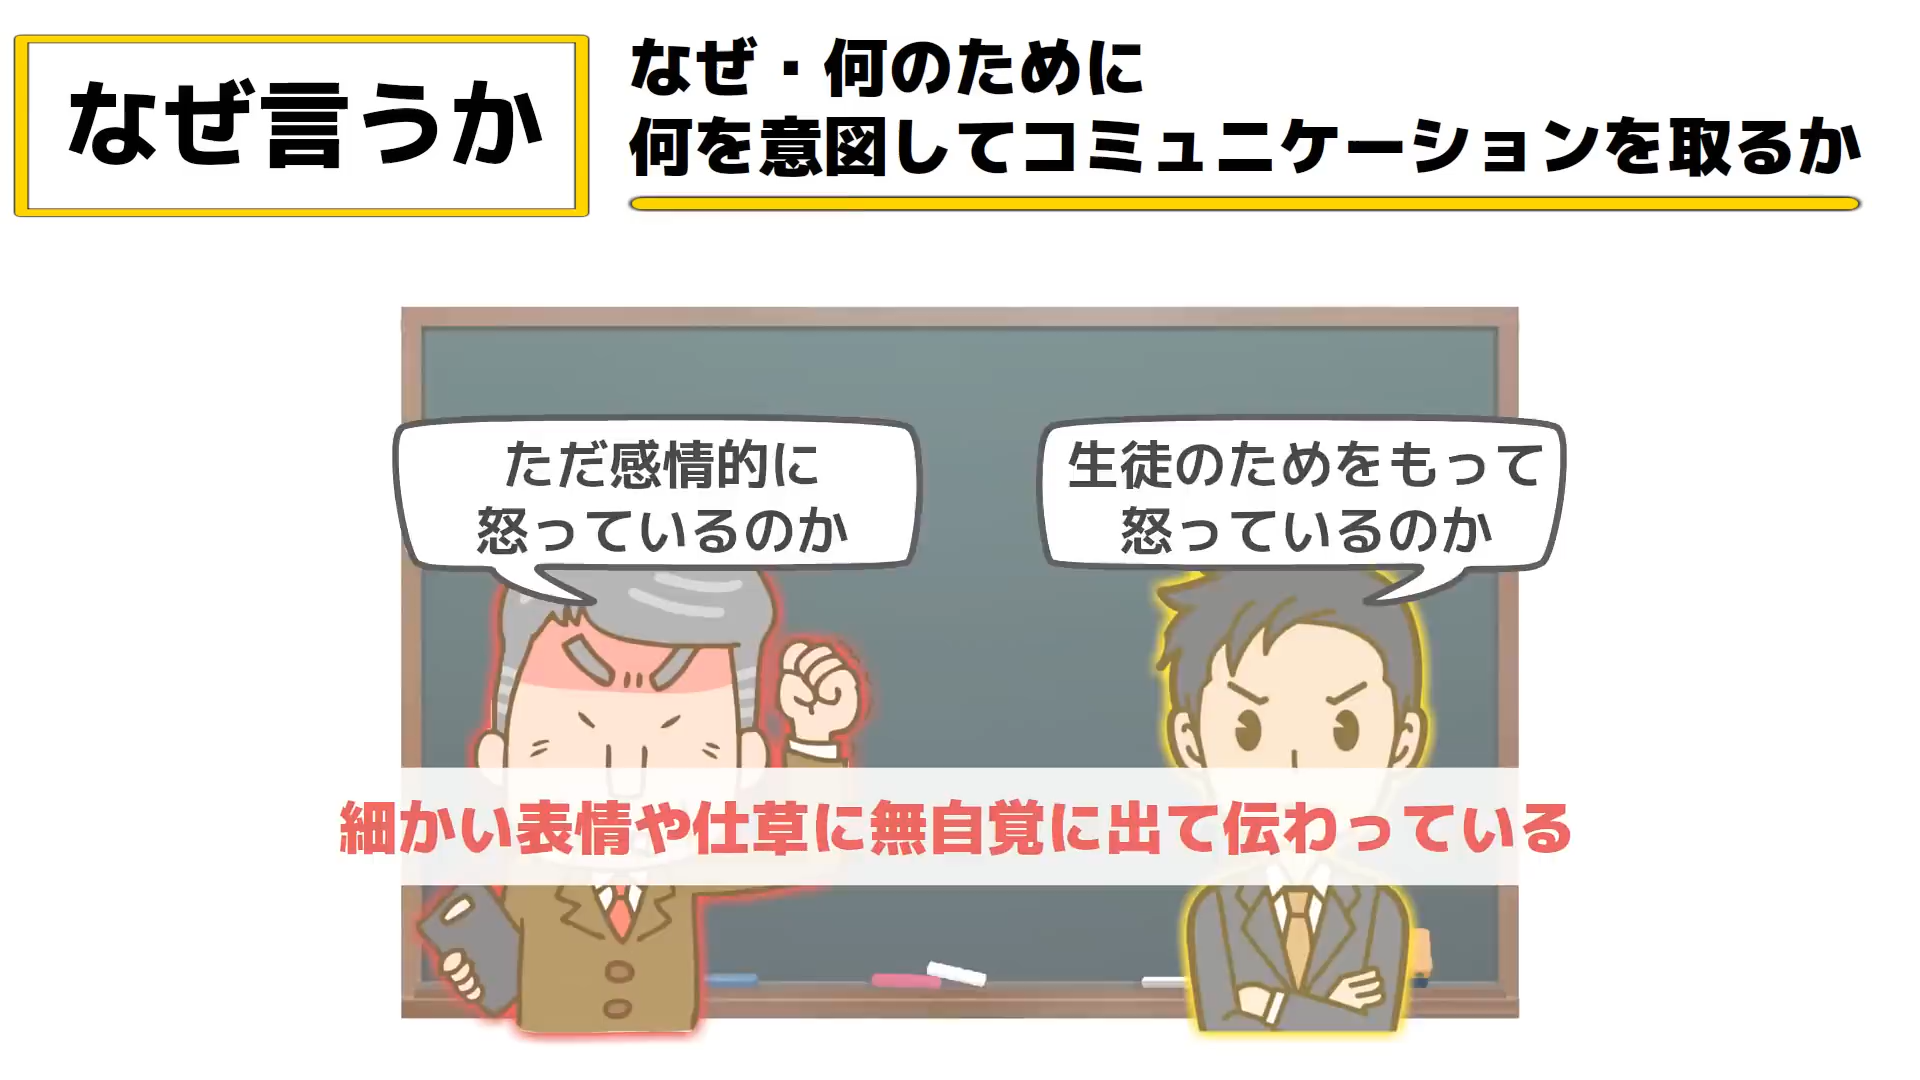 なぜ言うか
なぜ・何のために
何を意図してコミュニケーションを取るか
ただ感情的に
怒っているのか
生徒のためをもって
怒っているのか
細かい表情や仕草に無自覚に出て伝わっている